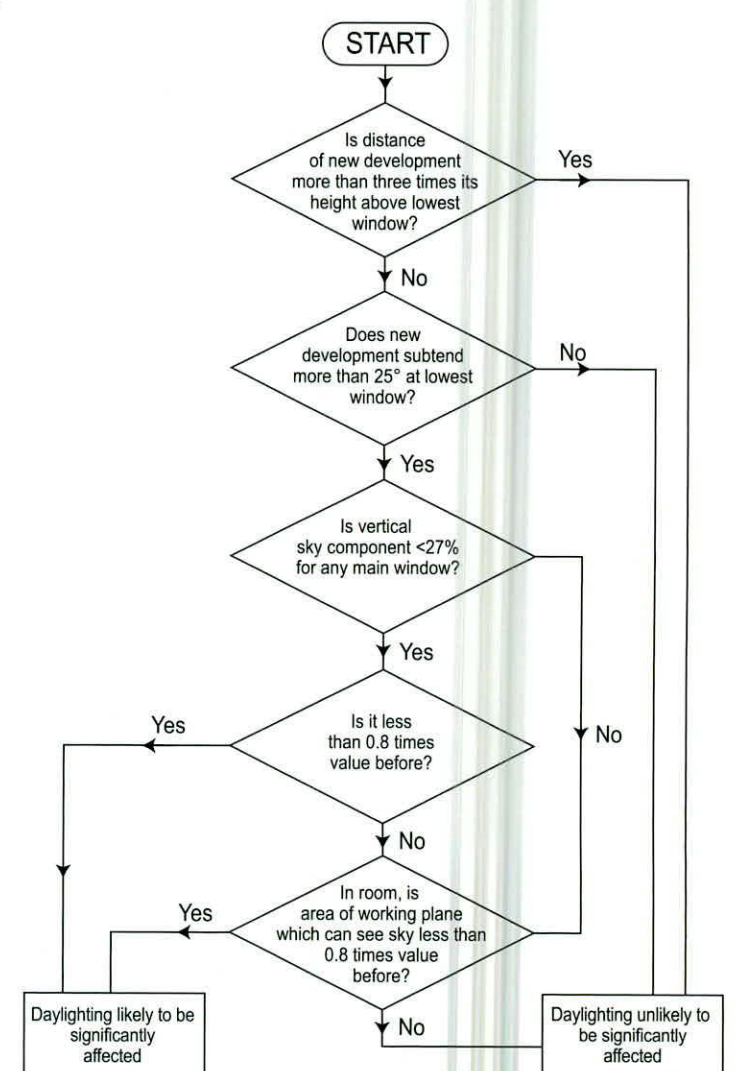 START
Is distance
of new development
more than three times its
height above lowest
window?
Yes
No
Does new
development subtend
more than 25° at lowest
window?
No
Yes
Is vertical
sky component <27%
for any main window?
Yes
No
Is it less
than 0.8 times
value before?
Yes
No
In room, is
area of working plane
which can see sky less than
0.8 times value
before?
Yes
No
Daylighting likely to be
significantly
affected
Daylighting unlikely to
be significantly
affected